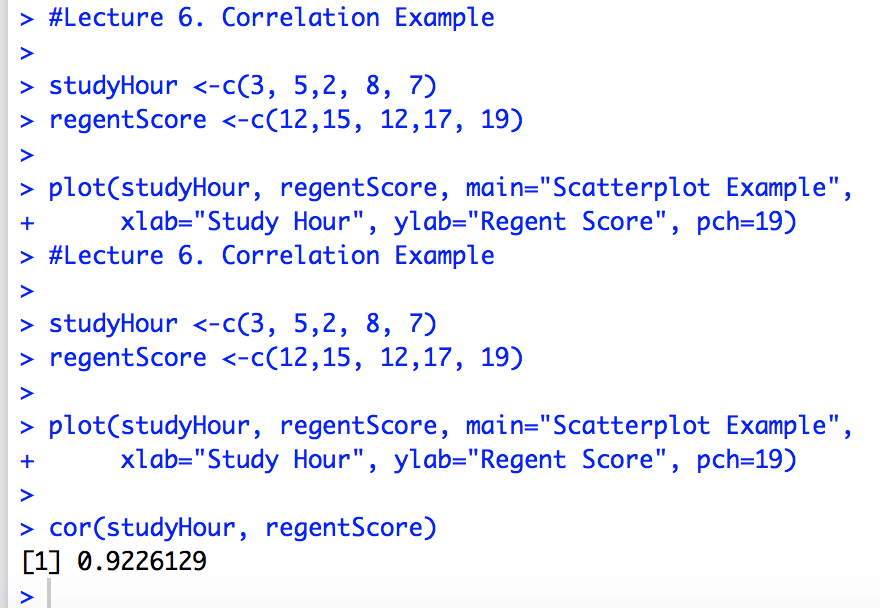 > #Lecture 6. Correlation Example
>
> studyHour <-c(3, 5,2, 8, 7)
> regentScore <-c(12,15, 12,17, 19)
>
> plot(studyHour, regentScore, main="Scatterplot Example",
+      xlab="Study Hour", ylab="Regent Score", pch=19)
> #Lecture 6. Correlation Example
>
> studyHour <-c(3, 5,2, 8, 7)
> regentScore <-c(12,15, 12,17, 19)
>
> plot(studyHour, regentScore, main="Scatterplot Example",
+      xlab="Study Hour", ylab="Regent Score", pch=19)
>
> cor(studyHour, regentScore)
[1] 0.9226129
>